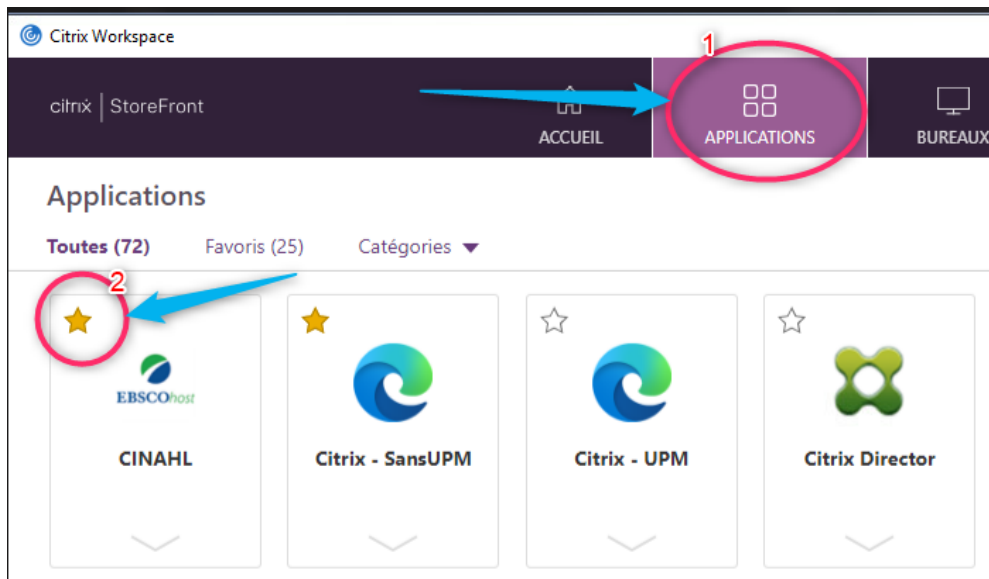 Citrix Workspace
1
citrix | StoreFront
ACCUEIL
APPLICATIONS
BUREAUX
Applications
Toutes (72)
Favoris (25)
Catégories
2
EBSCOhost
CINAHL
Citrix - SansUPM
Citrix - UPM
Citrix Director